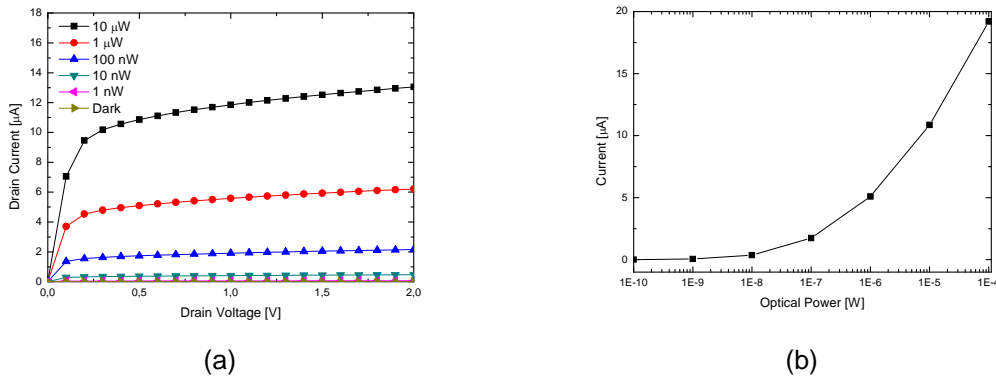 18
16
14
12
10
8
6
4
2
0
Drain Current [μA]
10 μW
1 μW
100 nW
10 nW
1 nW
Dark
0,0 0,5 1,0 1,5 2,0
Drain Voltage [V]
(a)
20
15
10
5
0
Current [μA]
1E-10 1E-9 1E-8 1E-7 1E-6 1E-5 1E-4
Optical Power [W]
(b)